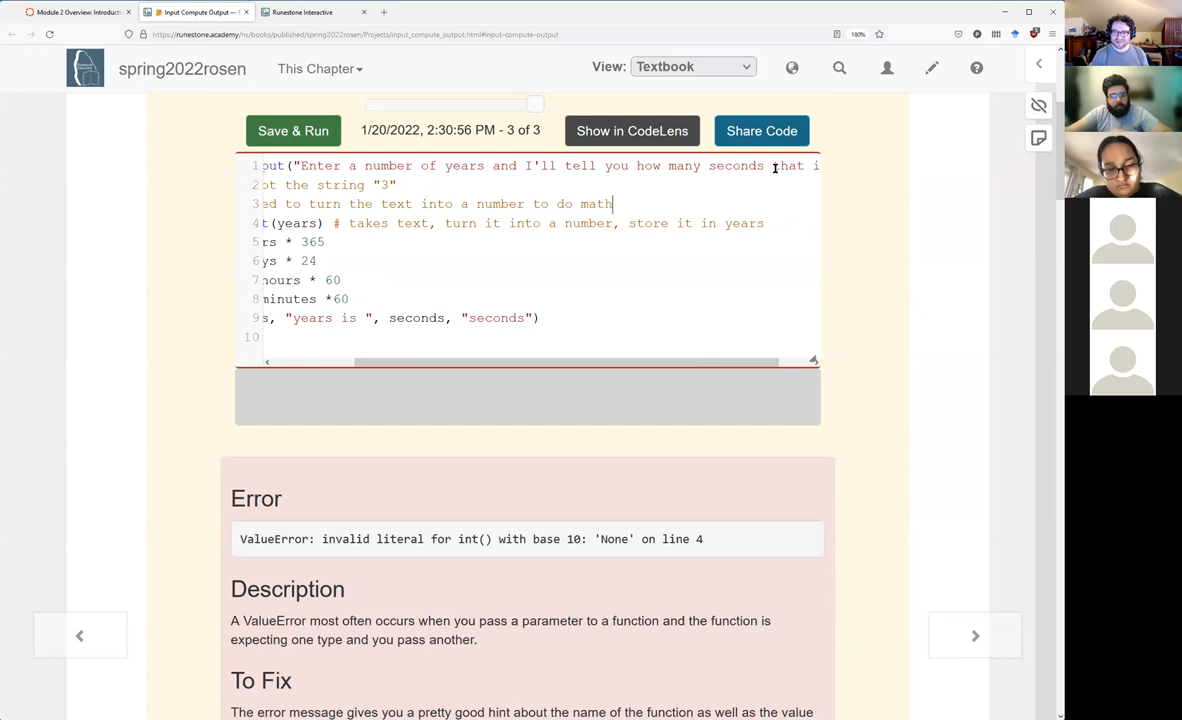 Module 2 Overview: Introducti
Input Compute Output —
Runestone Interactive
https://runestone.academy/ns/books/published/spring2022rosen/Projects/input_compute_output.html#input-compute-output
180%
spring2022rosen
This Chapter
View:
Textbook
Save & Run
1/20/2022, 2:30:56 PM - 3 of 3
Show in CodeLens
Share Code
1 put("Enter a number of years and I'll tell you how many seconds that i
2 ot the string "3"
3 ed to turn the text into a number to do math
4 t(years) # takes text, turn it into a number, store it in years
5 rs * 365
6 ys * 24
7 hours * 60
8 minutes *60
9 s, "years is ", seconds, "seconds")
10
Error
ValueError: invalid literal for int() with base 10: 'None' on line 4
Description
A ValueError most often occurs when you pass a parameter to a function and the function is
expecting one type and you pass another.
To Fix
The error message gives you a pretty good hint about the name of the function as well as the value